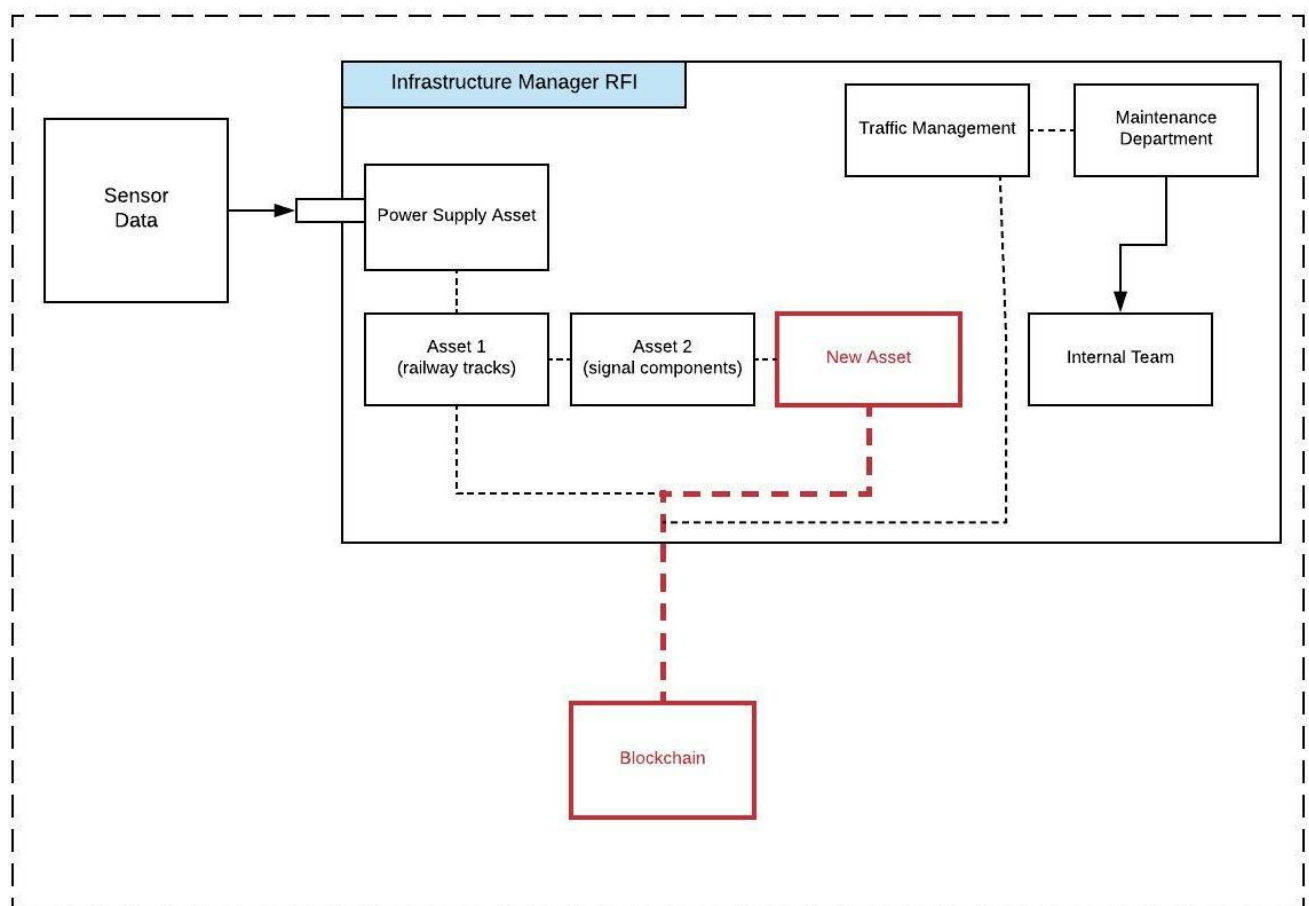 Infrastructure Manager RFI
Sensor
Data
Power Supply Asset
Traffic Management
Maintenance
Department
Asset 1
(railway tracks)
Asset 2
(signal components)
New Asset
Internal Team
Blockchain